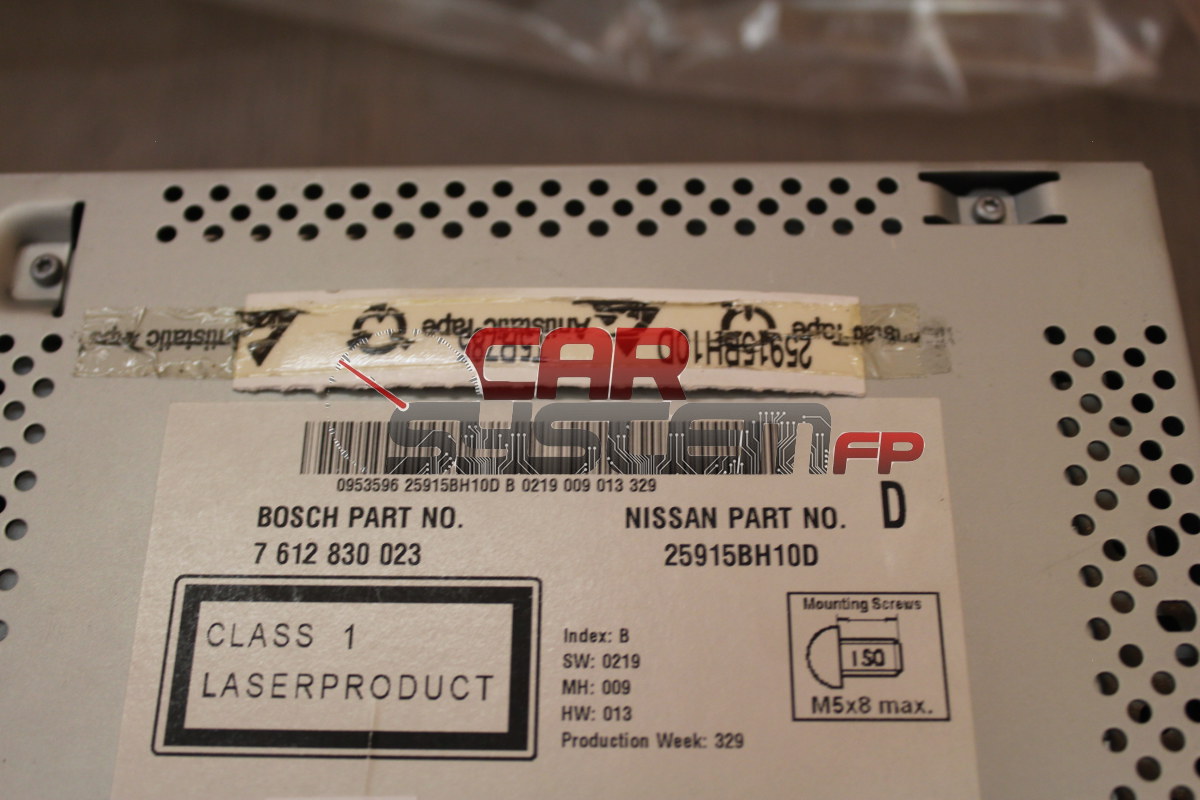 Antistatic Tape
Antistatic Tape
25915BH10D
CAR
SYSTEM FP
0953596 25915BH10D B 0219 009 013 329
D
BOSCH PART NO.
NISSAN PART NO.
7 612 830 023
25915BH10D
CLASS 1
LASERPRODUCT
Index: B
SW: 0219
MH: 009
HW: 013
Production Week: 329
Mounting Screws
ISO
M5x8 max.